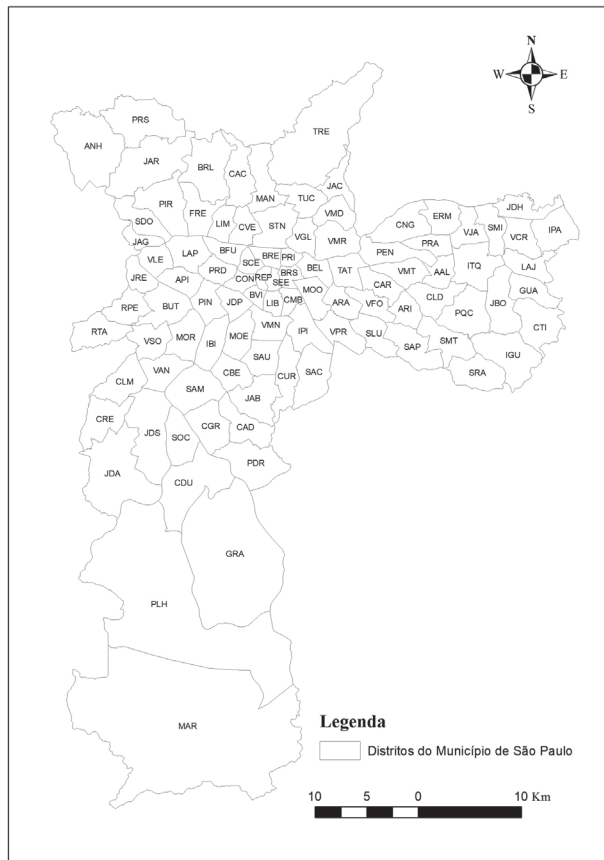 N
W E
S
TRE
PRS
ANH
JAR
BRL
CAC
JAC
MAN
TUC
PIR
FRE
LIM
CVE
STN
VMD
SDO
JAG
VGL
VMR
CNG
ERM
JDH
VJA
SMI
VCR
IPA
PRA
PEN
VLE
LAP
BFU
SCE
BRE
PRI
BEL
TAT
VMT
AAL
ITQ
LAJ
JRE
API
PRD
CON
REP
BRS
SEE
CAR
GUA
RPE
BUT
PIN
JDP
BVI
LIB
CMB
MOO
ARA
VFO
ARI
CLD
PQC
JBO
CTI
RTA
VSO
MOR
IBI
MOE
VMN
IPI
VPR
SLU
SAP
SMT
IGU
SAU
CLM
VAN
SAM
CBE
CUR
SAC
SRA
JAB
CRE
JDS
SOC
CGR
CAD
JDA
CDU
PDR
GRA
PLH
MAR
Legenda
Distritos do Município de São Paulo
10 5 0 10 Km